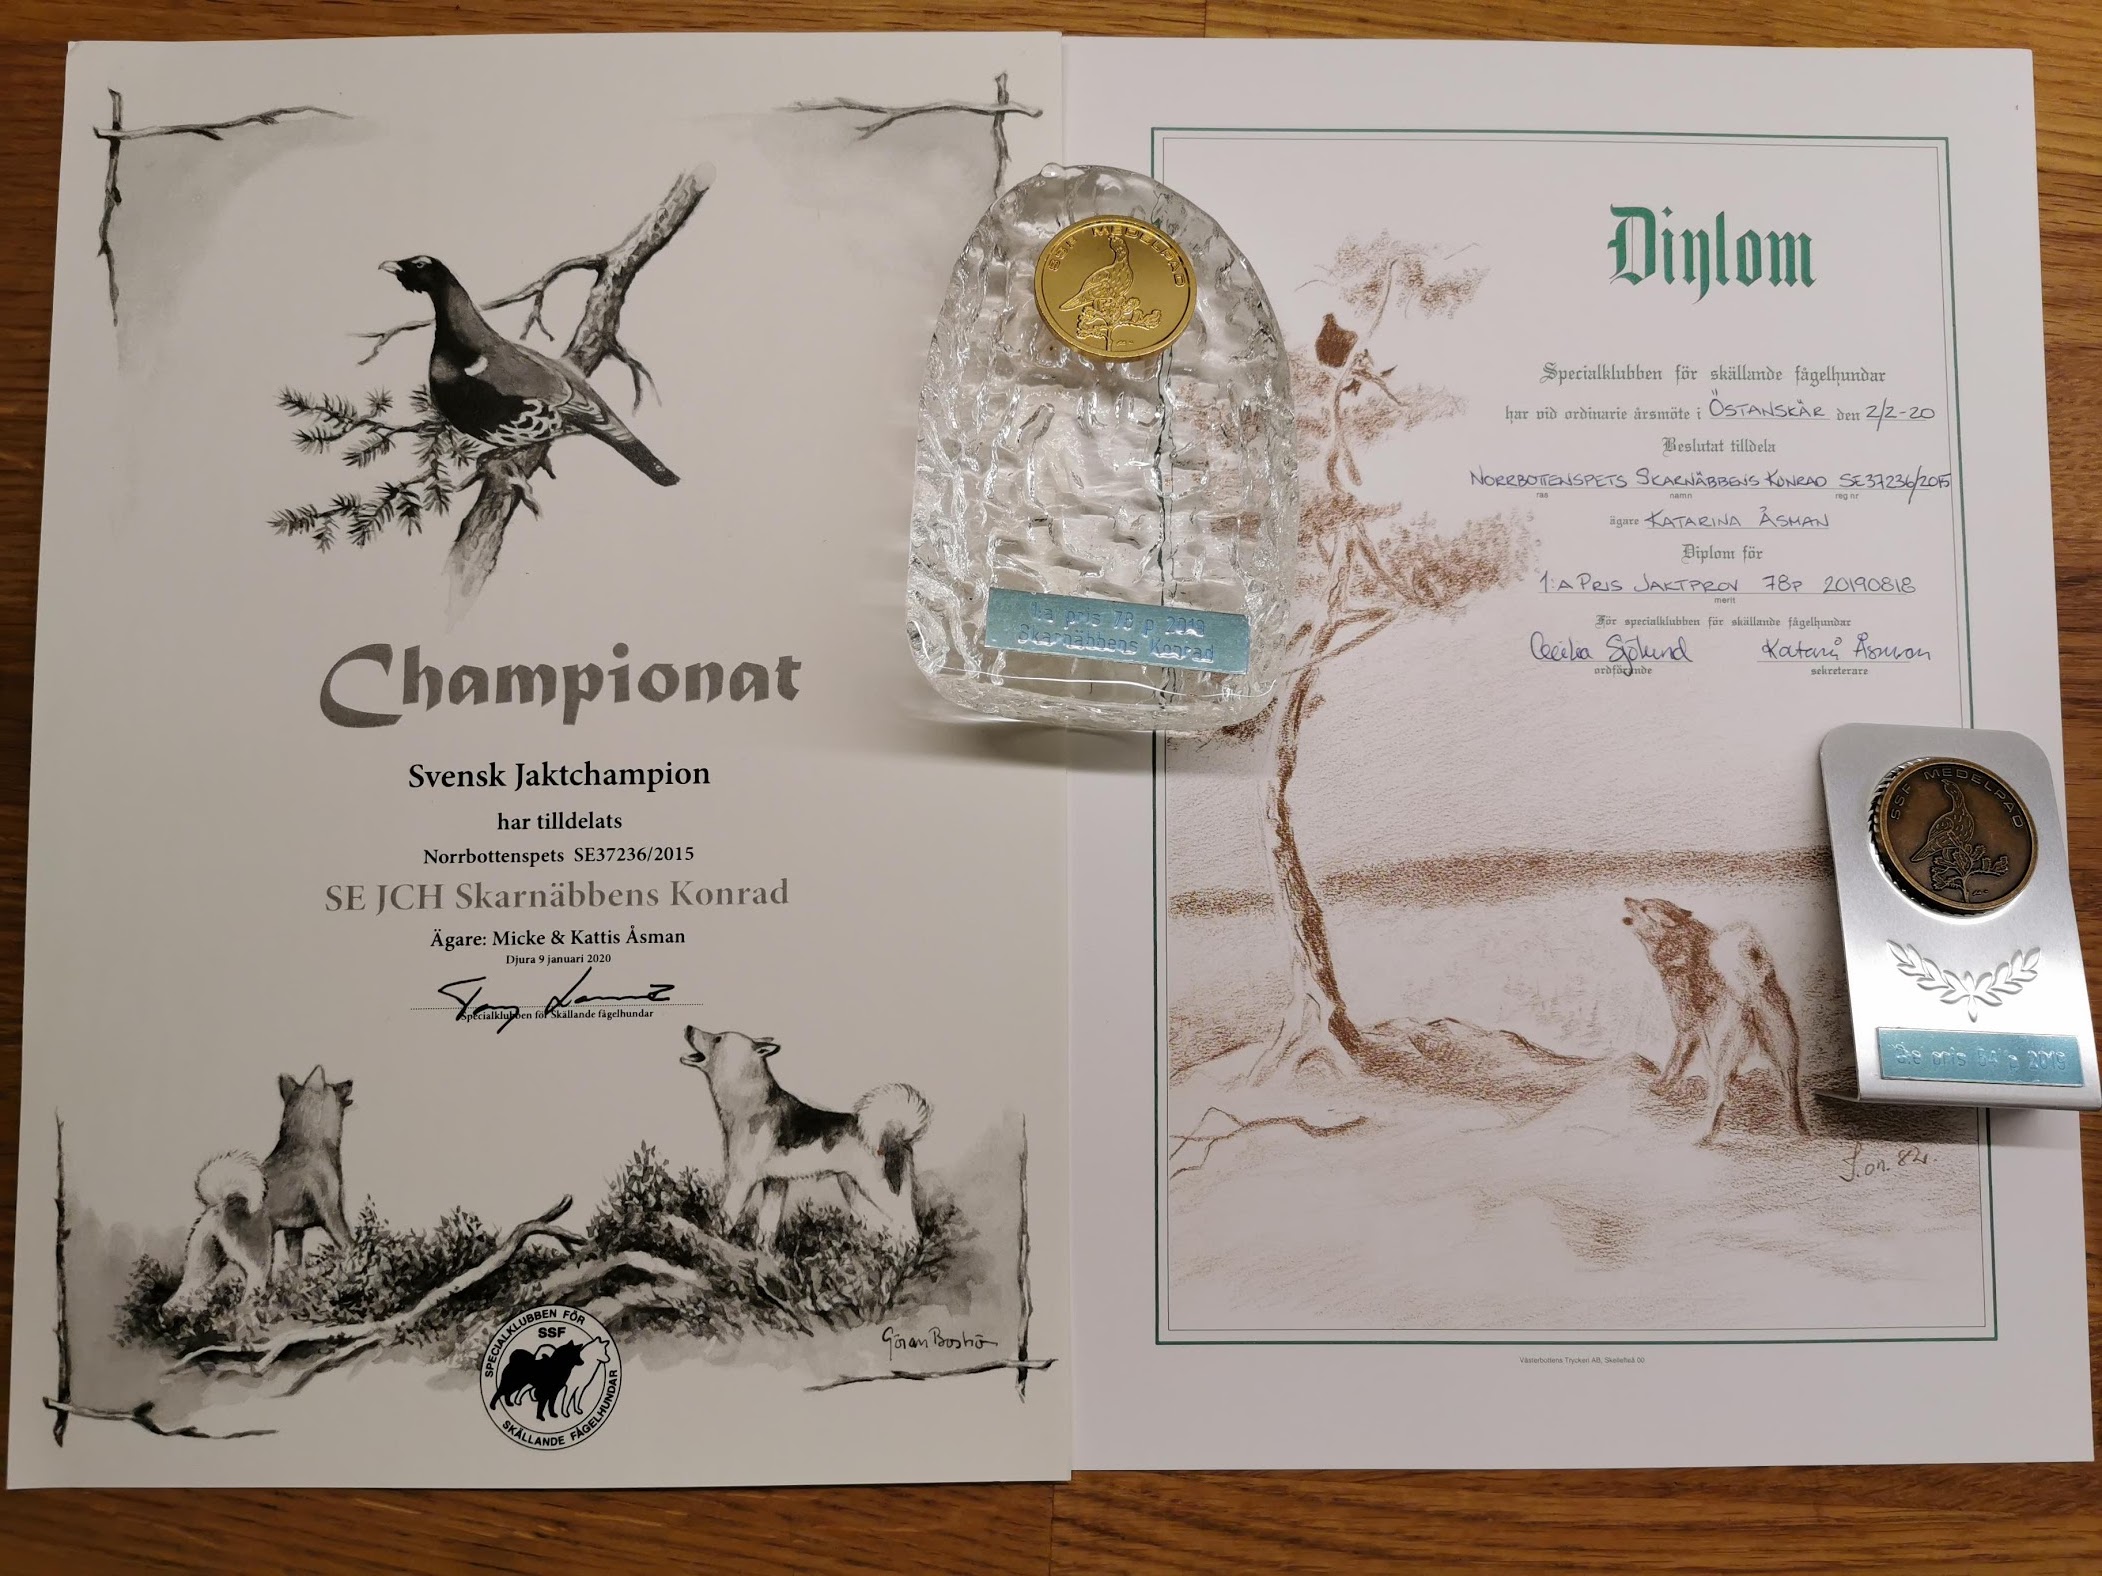 Championat
Svensk Jaktchampion
har tilldelats
Norrbottenspets SE37236/2015
SE JCH Skarnäbbens Konrad
Ägare: Micke & Kattis Åsman
Djura 9 januari 2020
Specialklubben för Skällande fågelhundar
Göran Boström
SPECIALKLUBBEN FÖR
SSF
SKÄLLANDE FÅGELHUNDAR
SSF MEDELPAD
1:a pris 78 p 2019
Skarnäbbens Konrad
Diplom
Specialklubben för skällande fågelhundar
har vid ordinarie årsmöte i ÖSTANSKÄR den 2/2-20
Beslutat tilldela
NORRBOTTENSPETS SKARNÄBBENS KONRAD SE37236/2015
ras namn reg nr
ägare KATARINA ÅSMAN
Diplom för
1:A PRIS JAKTPROV 78P 20190818
merit
För specialklubben för skällande fågelhundar
Cecilia Sjölund Katarina Åsman
ordförande sekreterare
SSF MEDELPAD
pris 64 p 2019
Västerbottens Tryckeri AB, Skellefteå 00